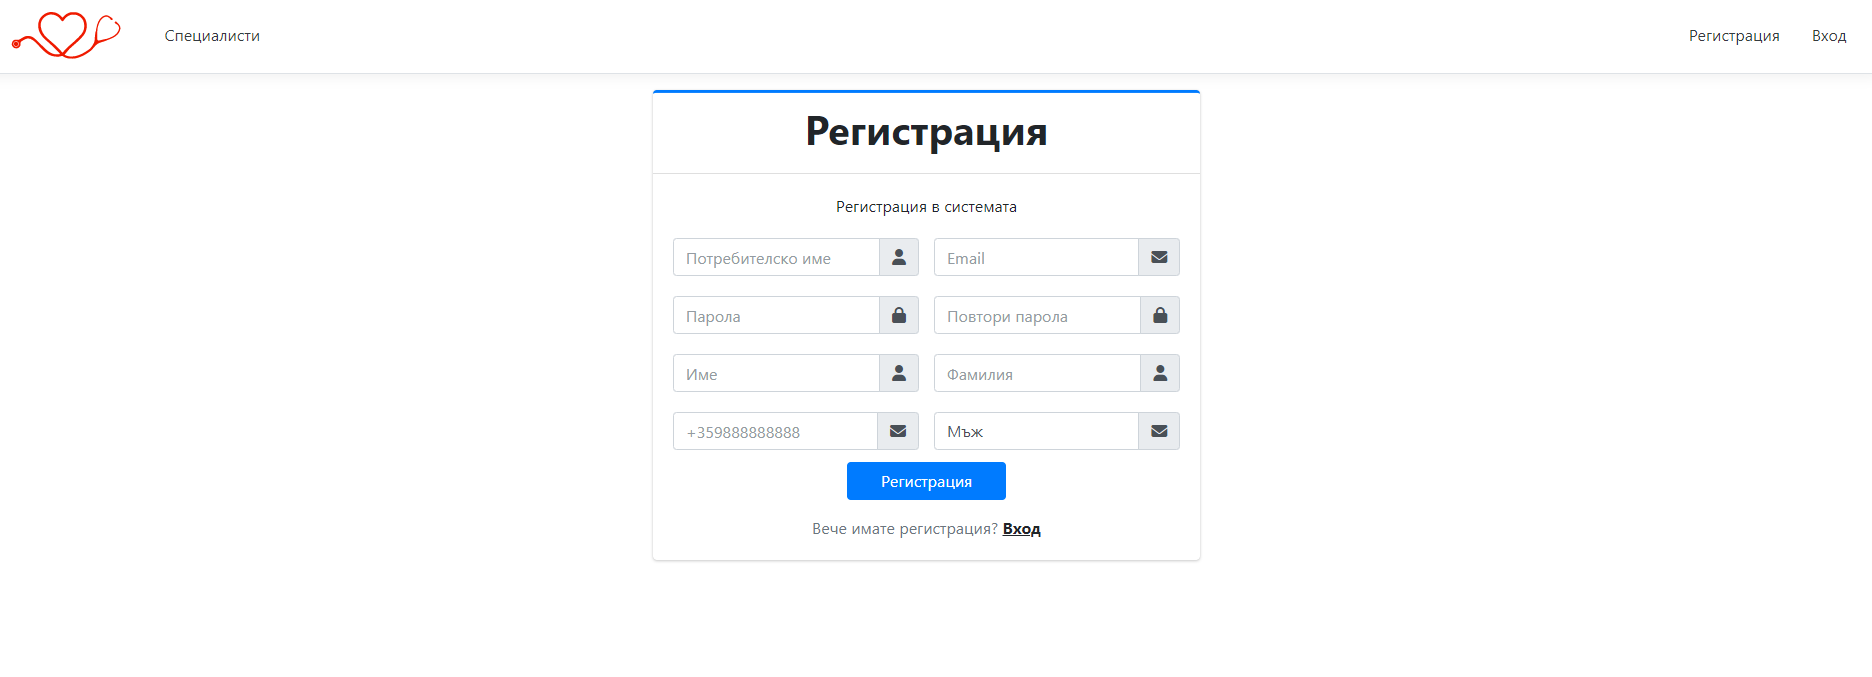 Специалисти
Регистрация
Вход
Регистрация
Регистрация в системата
Потребителско име
Email
Парола
Повтори парола
Име
Фамилия
+359888888888
Мъж
Регистрация
Вече имате регистрация? Вход